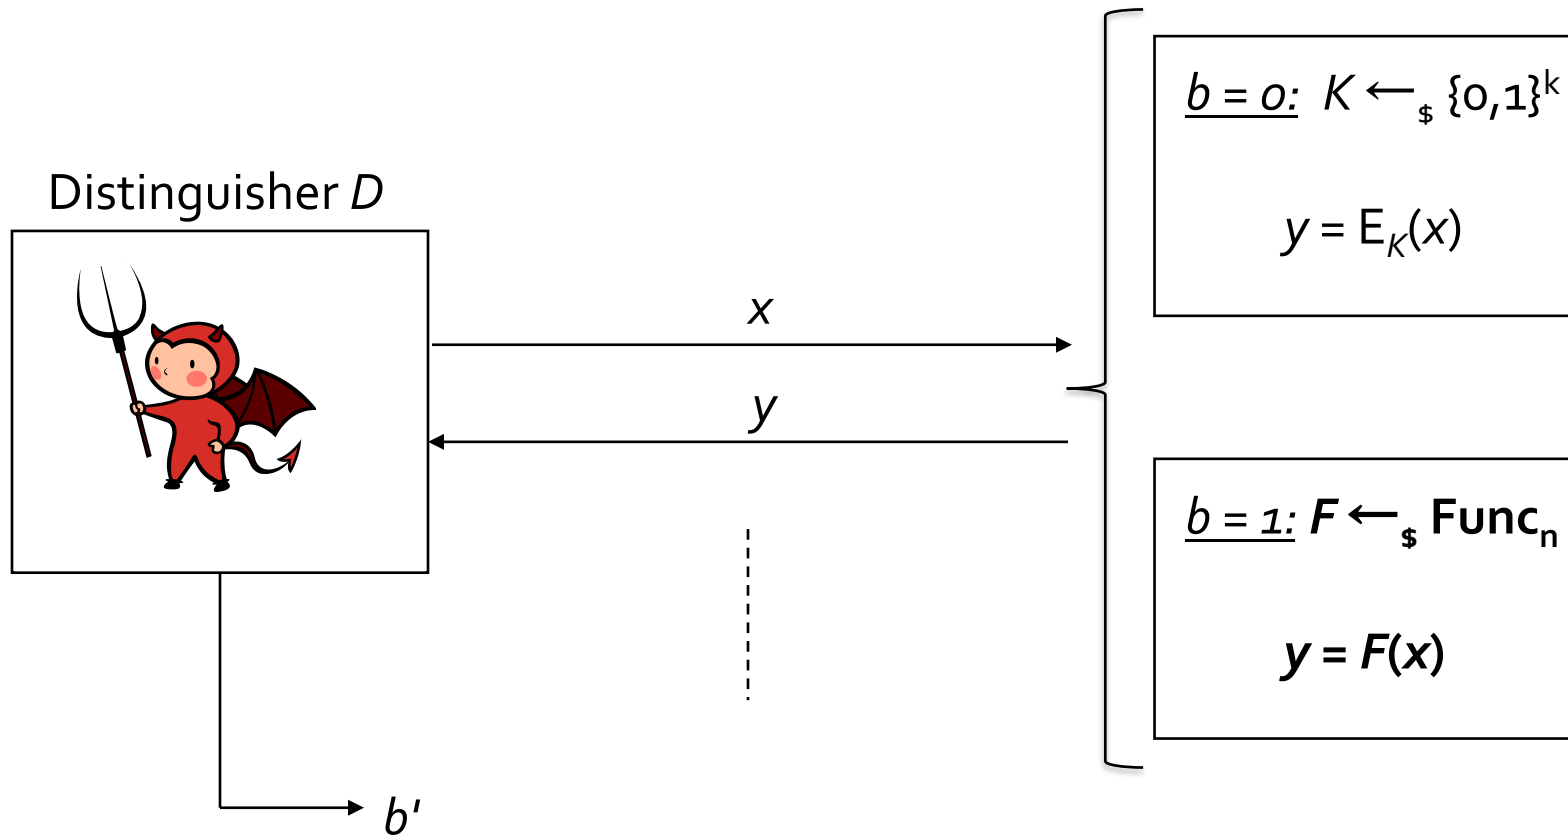 Distinguisher D
x
y
b'
b = 0: K ←$ {0,1}k
y = EK(x)
b = 1: F ←$ Funcn
y = F(x)